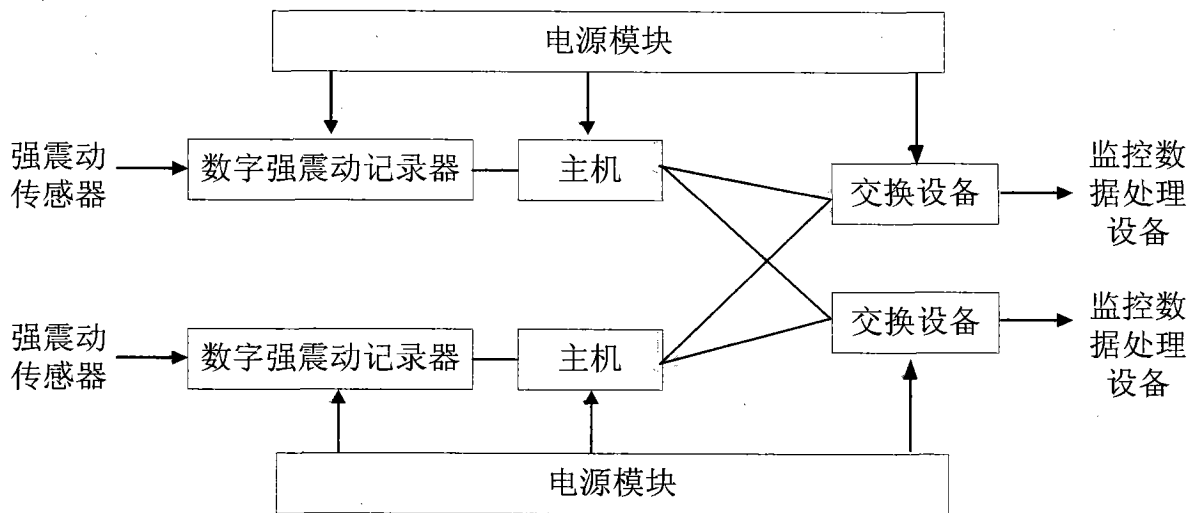 电源模块
强震动
传感器
数字强震动记录器
主机
交换设备
监控数
据处理
设备
强震动
传感器
数字强震动记录器
主机
交换设备
监控数
据处理
设备
电源模块